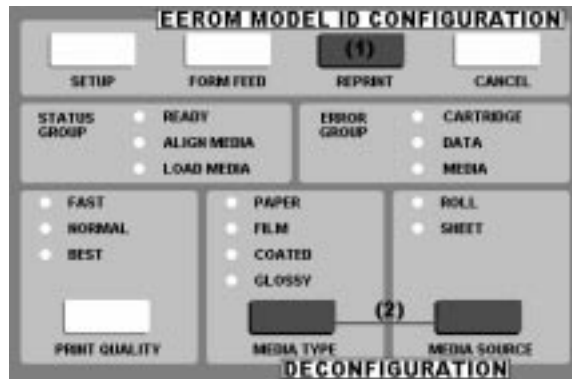 EEROM MODEL ID CONFIGURATION
(1)
SETUP FORM FEED REPRINT CANCEL
STATUS GROUP
READY
ALIGN MEDIA
LOAD MEDIA
ERROR GROUP
CARTRIDGE
DATA
MEDIA
FAST
NORMAL
BEST
PRINT QUALITY
PAPER
FILM
COATED
GLOSSY
ROLL
SHEET
(2)
MEDIA TYPE MEDIA SOURCE
DECONFIGURATION